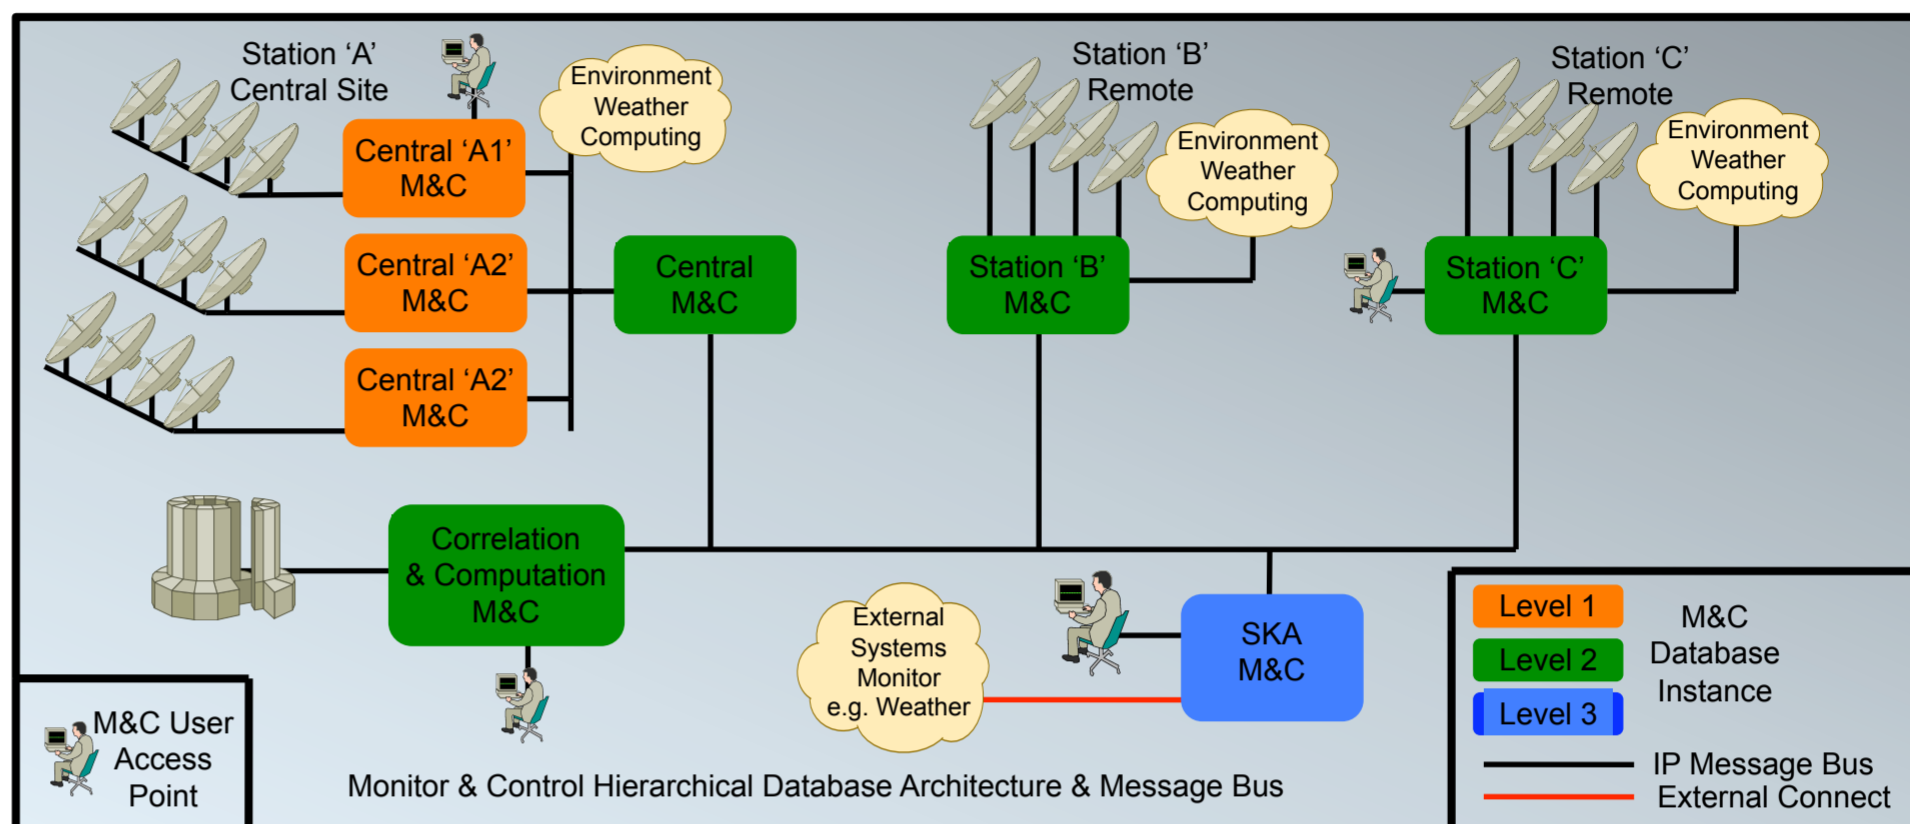 Station ‘A’
Central Site
Environment
Weather
Computing
Station ‘B’
Remote
Environment
Weather
Computing
Station ‘C’
Remote
Environment
Weather
Computing
Central ‘A1’
M&C
Central ‘A2’
M&C
Central ‘A2’
M&C
Central
M&C
Station ‘B’
M&C
Station ‘C’
M&C
Correlation
& Computation
M&C
External
Systems
Monitor
e.g. Weather
SKA
M&C
M&C User
Access
Point
Monitor & Control Hierarchical Database Architecture & Message Bus
Level 1
Level 2
Level 3
M&C
Database
Instance
IP Message Bus
External Connect